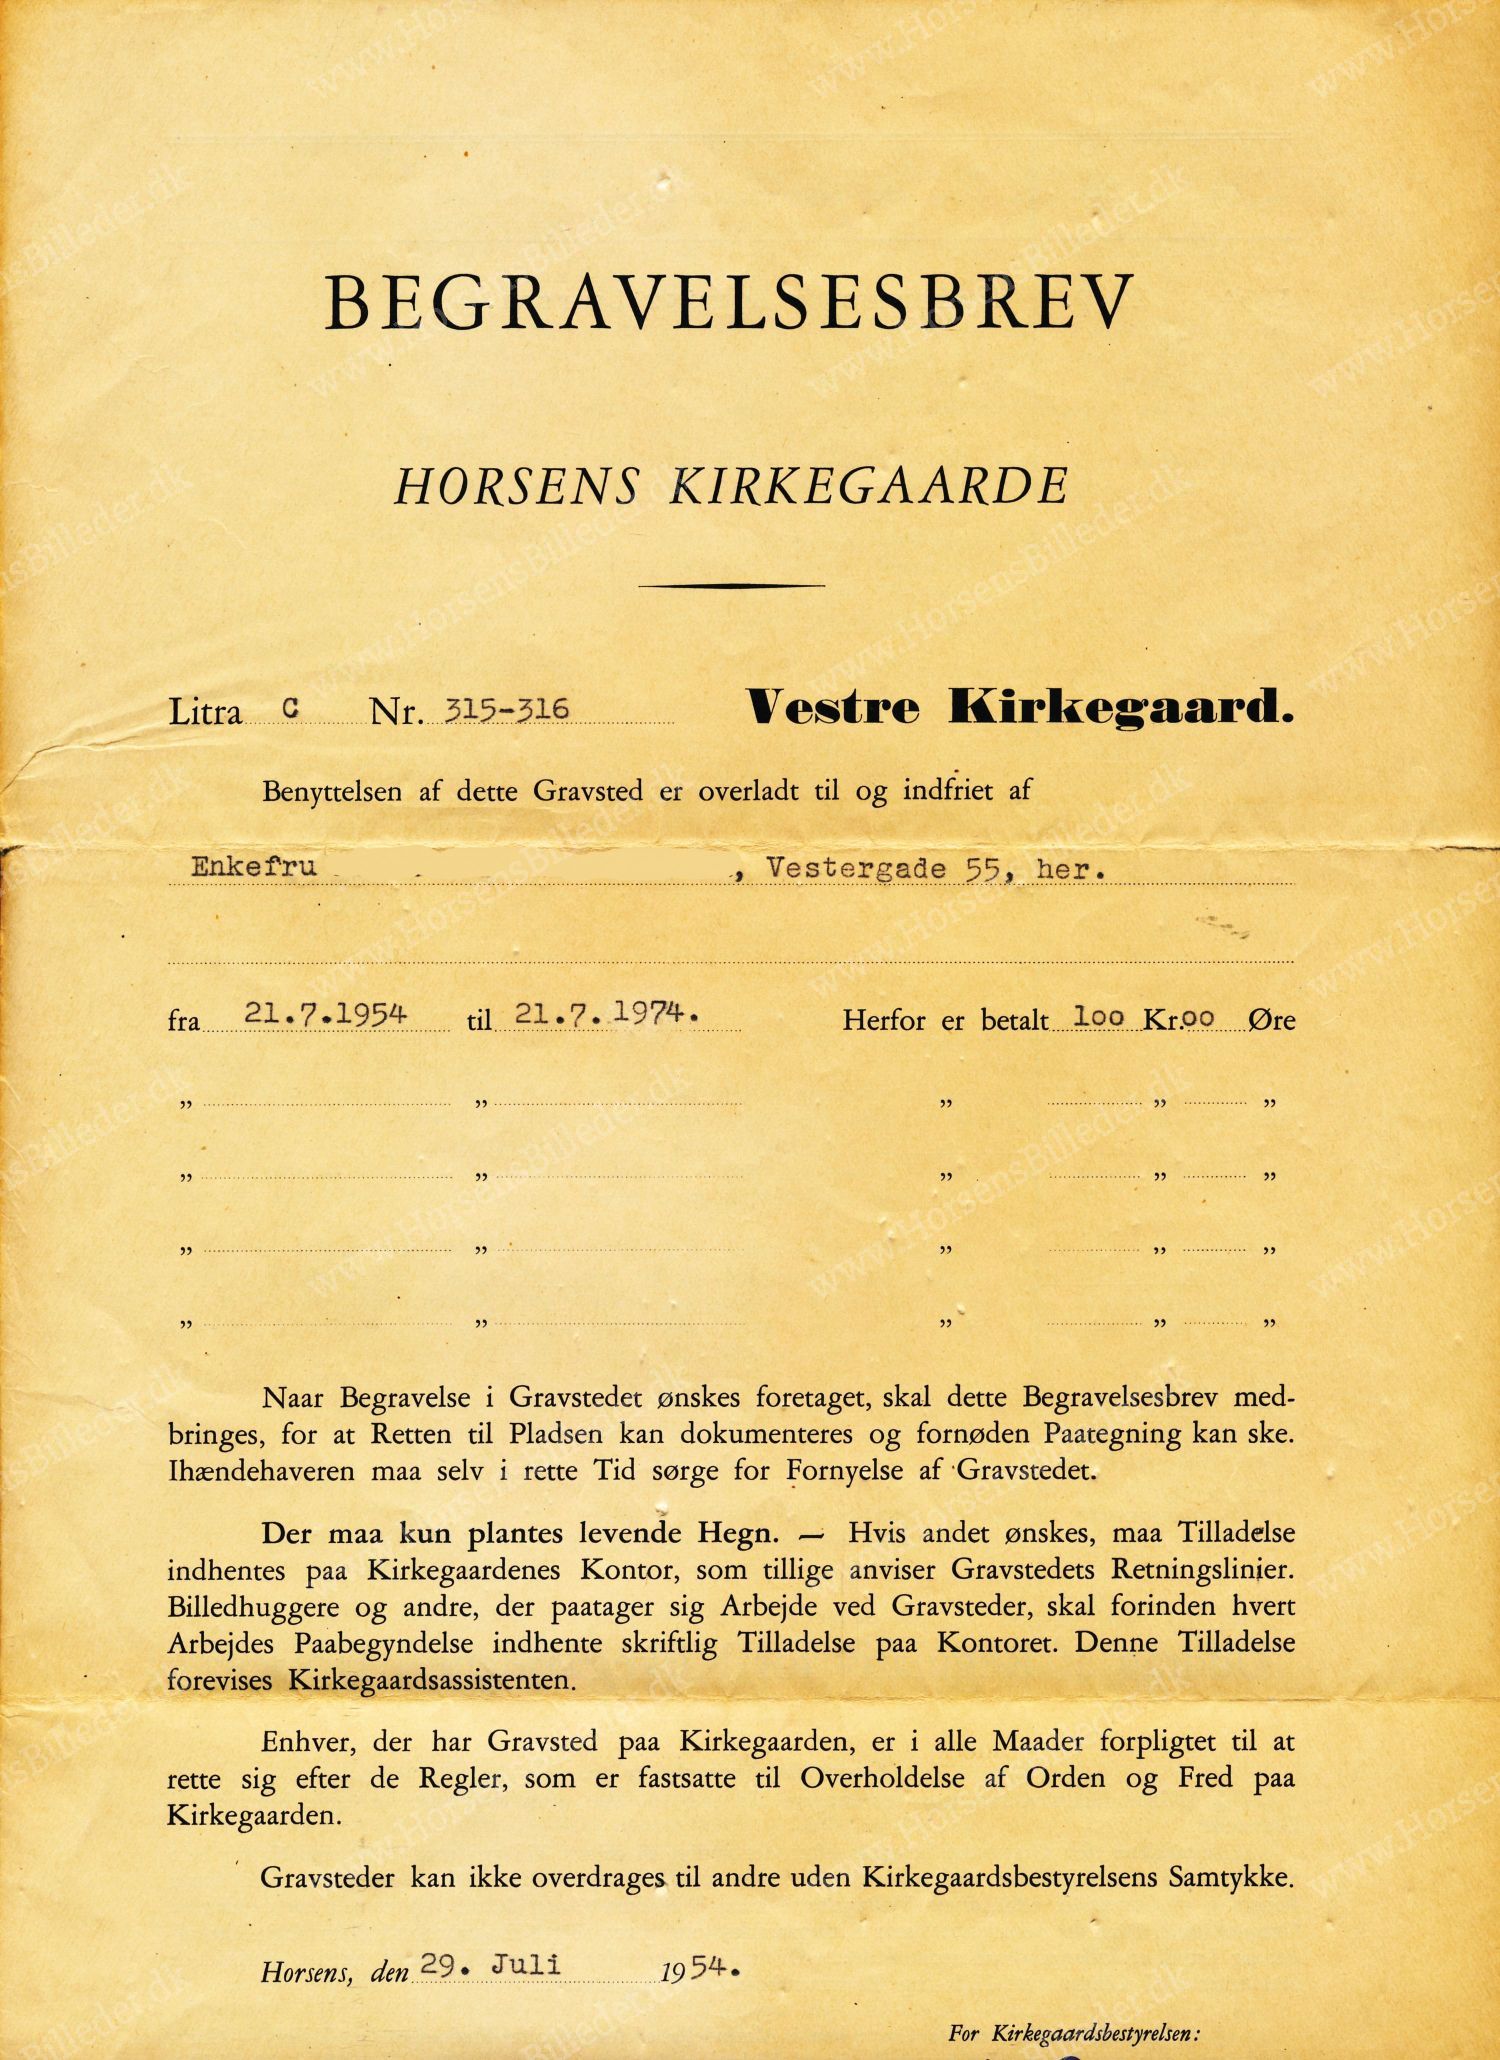 BEGRAVELSESBREV
HORSENS KIRKEGAARDE
Litra C Nr. 315-316 Vestre Kirkegaard.
Benyttelsen af dette Gravsted er overladt til og indfriet af
Enkefru , Vestergade 55, her.
fra 21.7.1954 til 21.7.1974. Herfor er betalt 100 Kr.00 Øre
„ „ „ „ „
„ „ „ „ „
„ „ „ „ „
„ „ „ „ „
Naar Begravelse i Gravstedet ønskes foretaget, skal dette Begravelsesbrev med-
bringes, for at Retten til Pladsen kan dokumenteres og fornøden Paategning kan ske.
Ihændehaveren maa selv i rette Tid sørge for Fornyelse af Gravstedet.
Der maa kun plantes levende Hegn. — Hvis andet ønskes, maa Tilladelse
indhentes paa Kirkegaardenes Kontor, som tillige anviser Gravstedets Retningslinier.
Billedhuggere og andre, der paatager sig Arbejde ved Gravsteder, skal forinden hvert
Arbejdes Paabegyndelse indhente skriftlig Tilladelse paa Kontoret. Denne Tilladelse
forevises Kirkegaardsassistenten.
Enhver, der har Gravsted paa Kirkegaarden, er i alle Maader forpligtet til at
rette sig efter de Regler, som er fastsatte til Overholdelse af Orden og Fred paa
Kirkegaarden.
Gravsteder kan ikke overdrages til andre uden Kirkegaardsbestyrelsens Samtykke.
Horsens, den 29. Juli 1954.
For Kirkegaardsbestyrelsen:
www.HorsensBilleder.dk